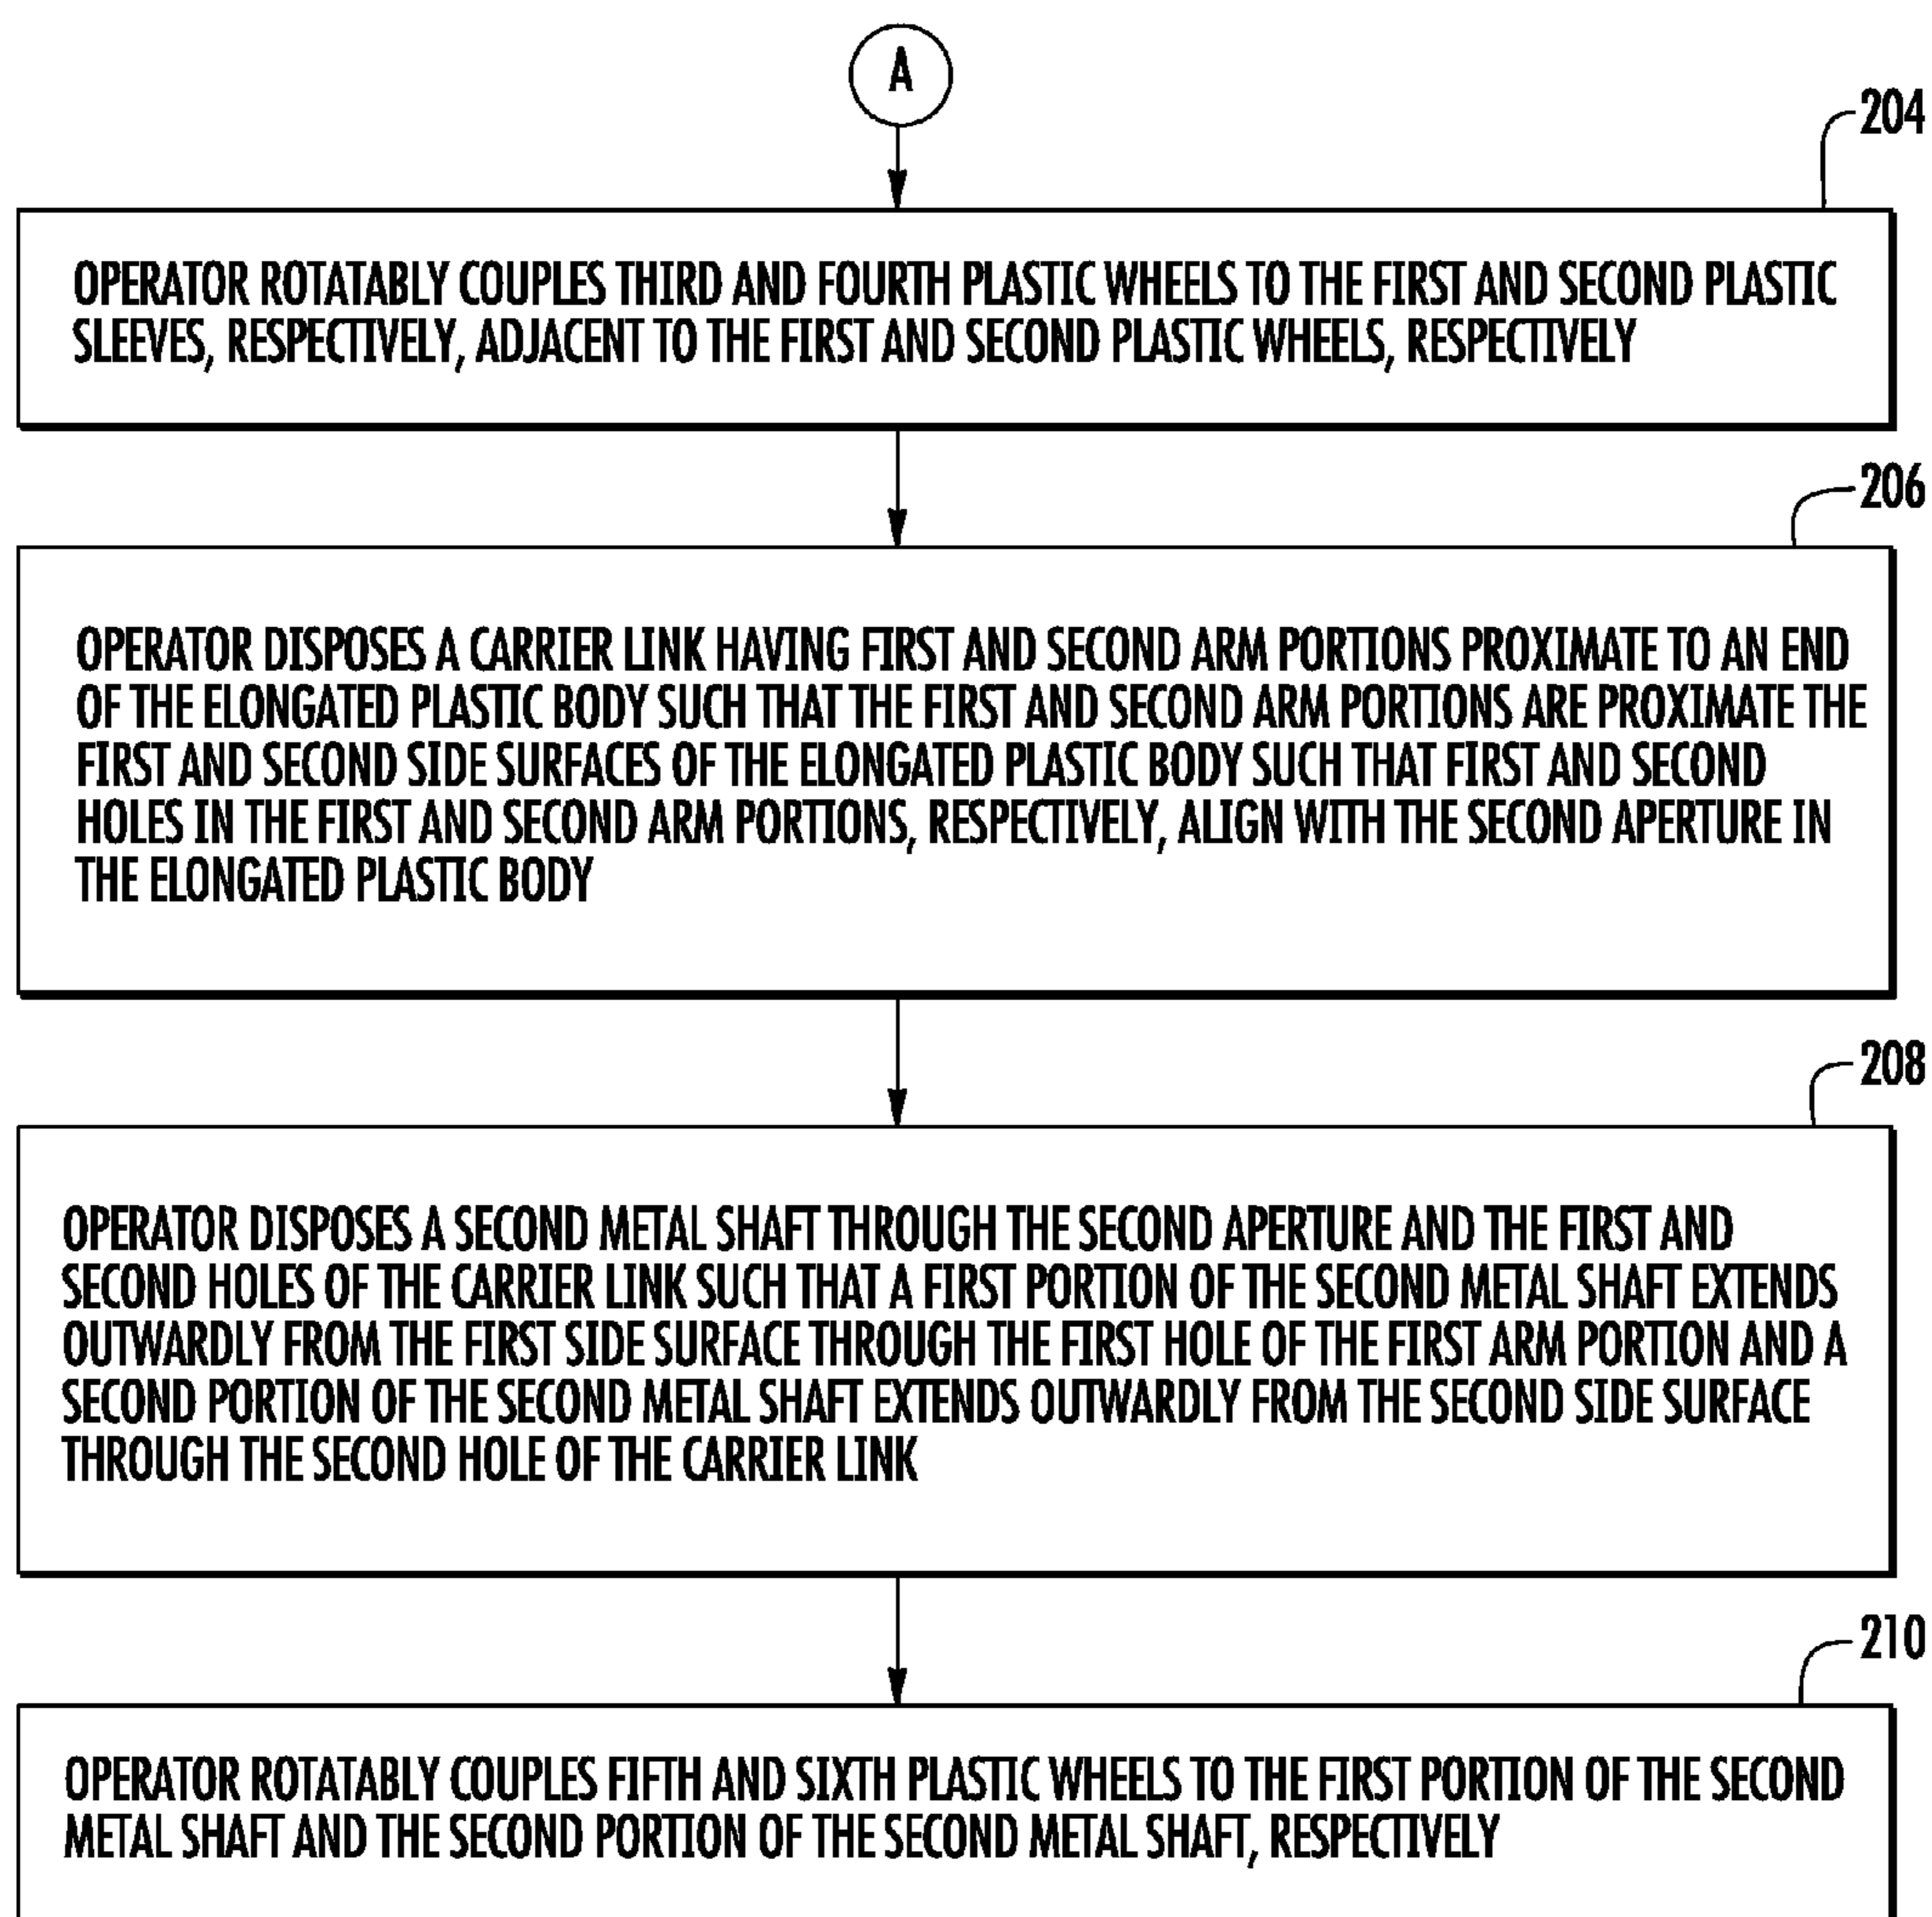 A
204
OPERATOR ROTATABLY COUPLES THIRD AND FOURTH PLASTIC WHEELS TO THE FIRST AND SECOND PLASTIC
SLEEVES, RESPECTIVELY, ADJACENT TO THE FIRST AND SECOND PLASTIC WHEELS, RESPECTIVELY
206
OPERATOR DISPOSES A CARRIER LINK HAVING FIRST AND SECOND ARM PORTIONS PROXIMATE TO AN END
OF THE ELONGATED PLASTIC BODY SUCH THAT THE FIRST AND SECOND ARM PORTIONS ARE PROXIMATE THE
FIRST AND SECOND SIDE SURFACES OF THE ELONGATED PLASTIC BODY SUCH THAT FIRST AND SECOND
HOLES IN THE FIRST AND SECOND ARM PORTIONS, RESPECTIVELY, ALIGN WITH THE SECOND APERTURE IN
THE ELONGATED PLASTIC BODY
208
OPERATOR DISPOSES A SECOND METAL SHAFT THROUGH THE SECOND APERTURE AND THE FIRST AND
SECOND HOLES OF THE CARRIER LINK SUCH THAT A FIRST PORTION OF THE SECOND METAL SHAFT EXTENDS
OUTWARDLY FROM THE FIRST SIDE SURFACE THROUGH THE FIRST HOLE OF THE FIRST ARM PORTION AND A
SECOND PORTION OF THE SECOND METAL SHAFT EXTENDS OUTWARDLY FROM THE SECOND SIDE SURFACE
THROUGH THE SECOND HOLE OF THE CARRIER LINK
210
OPERATOR ROTATABLY COUPLES FIFTH AND SIXTH PLASTIC WHEELS TO THE FIRST PORTION OF THE SECOND
METAL SHAFT AND THE SECOND PORTION OF THE SECOND METAL SHAFT, RESPECTIVELY